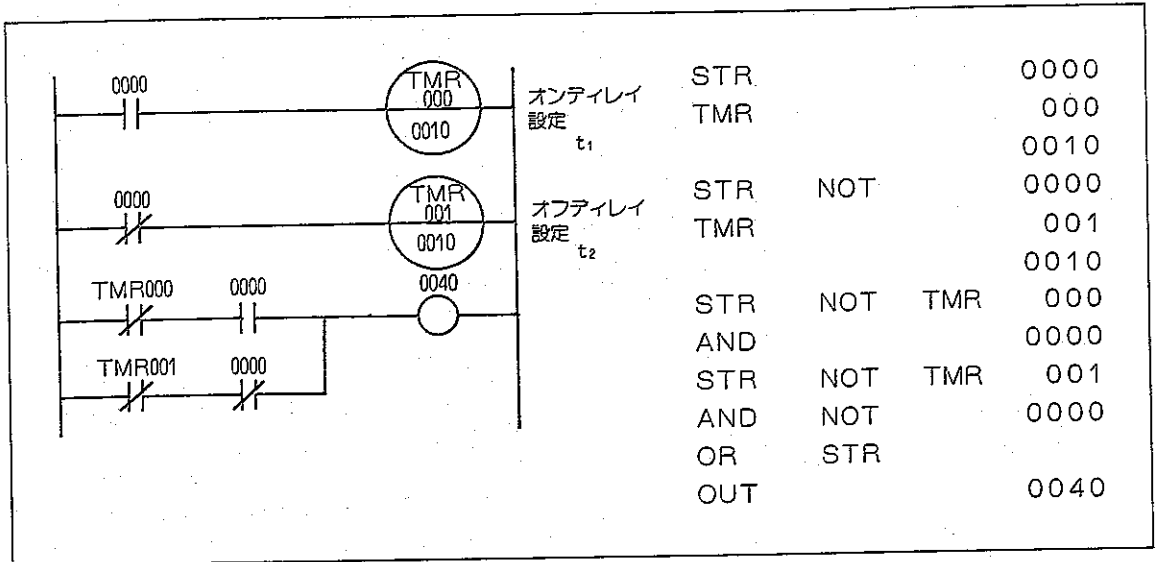 0000
TMR
000
0010
オンディレイ
設定
t₁
0000
TMR
001
0010
オフディレイ
設定
t₂
TMR000 0000 0040
TMR001 0000
STR 0000
TMR 000
0010
STR NOT 0000
TMR 001
0010
STR NOT TMR 000
AND 0000
STR NOT TMR 001
AND NOT 0000
OR STR
OUT 0040